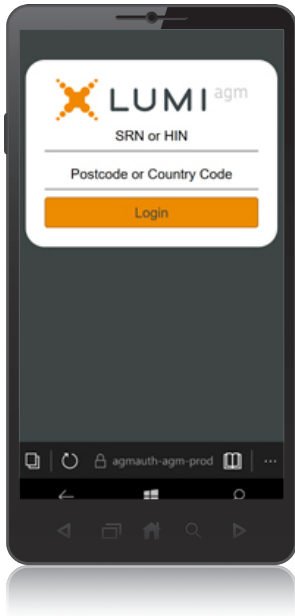 LUMI agm
SRN or HIN
Postcode or Country Code
Login
agmauth-agm-prod